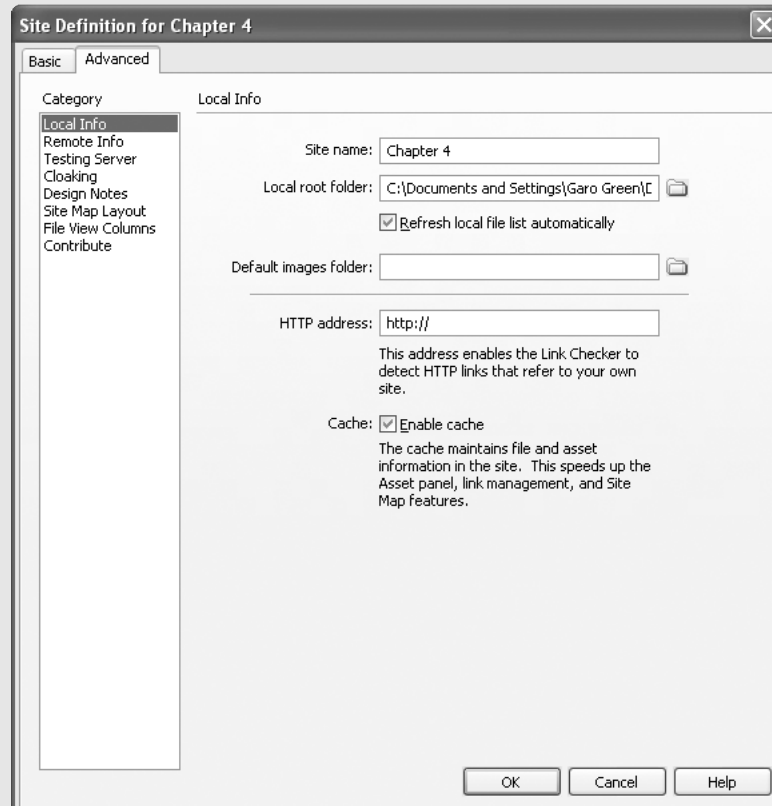 Site Definition for Chapter 4
Basic
Advanced
Category
Local Info
Remote Info
Testing Server
Cloaking
Design Notes
Site Map Layout
File View Columns
Contribute
Local Info
Site name: Chapter 4
Local root folder: C:\Documents and Settings\Garo Green\D
Refresh local file list automatically
Default images folder:
HTTP address: http://
This address enables the Link Checker to
detect HTTP links that refer to your own
site.
Cache: Enable cache
The cache maintains file and asset
information in the site. This speeds up the
Asset panel, link management, and Site
Map features.
OK
Cancel
Help